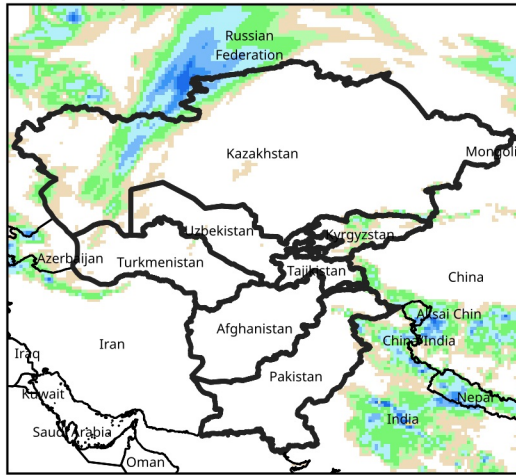 Russian
Federation
Kazakhstan
Mongoli
Uzbekistan
Kyrgyzstan
Azerbaijan
Turkmenistan
Tajikistan
China
Aksai Chin
Afghanistan
China/India
Iran
Iraq
Pakistan
Kuwait
Nepal
India
Saudi Arabia
Oman